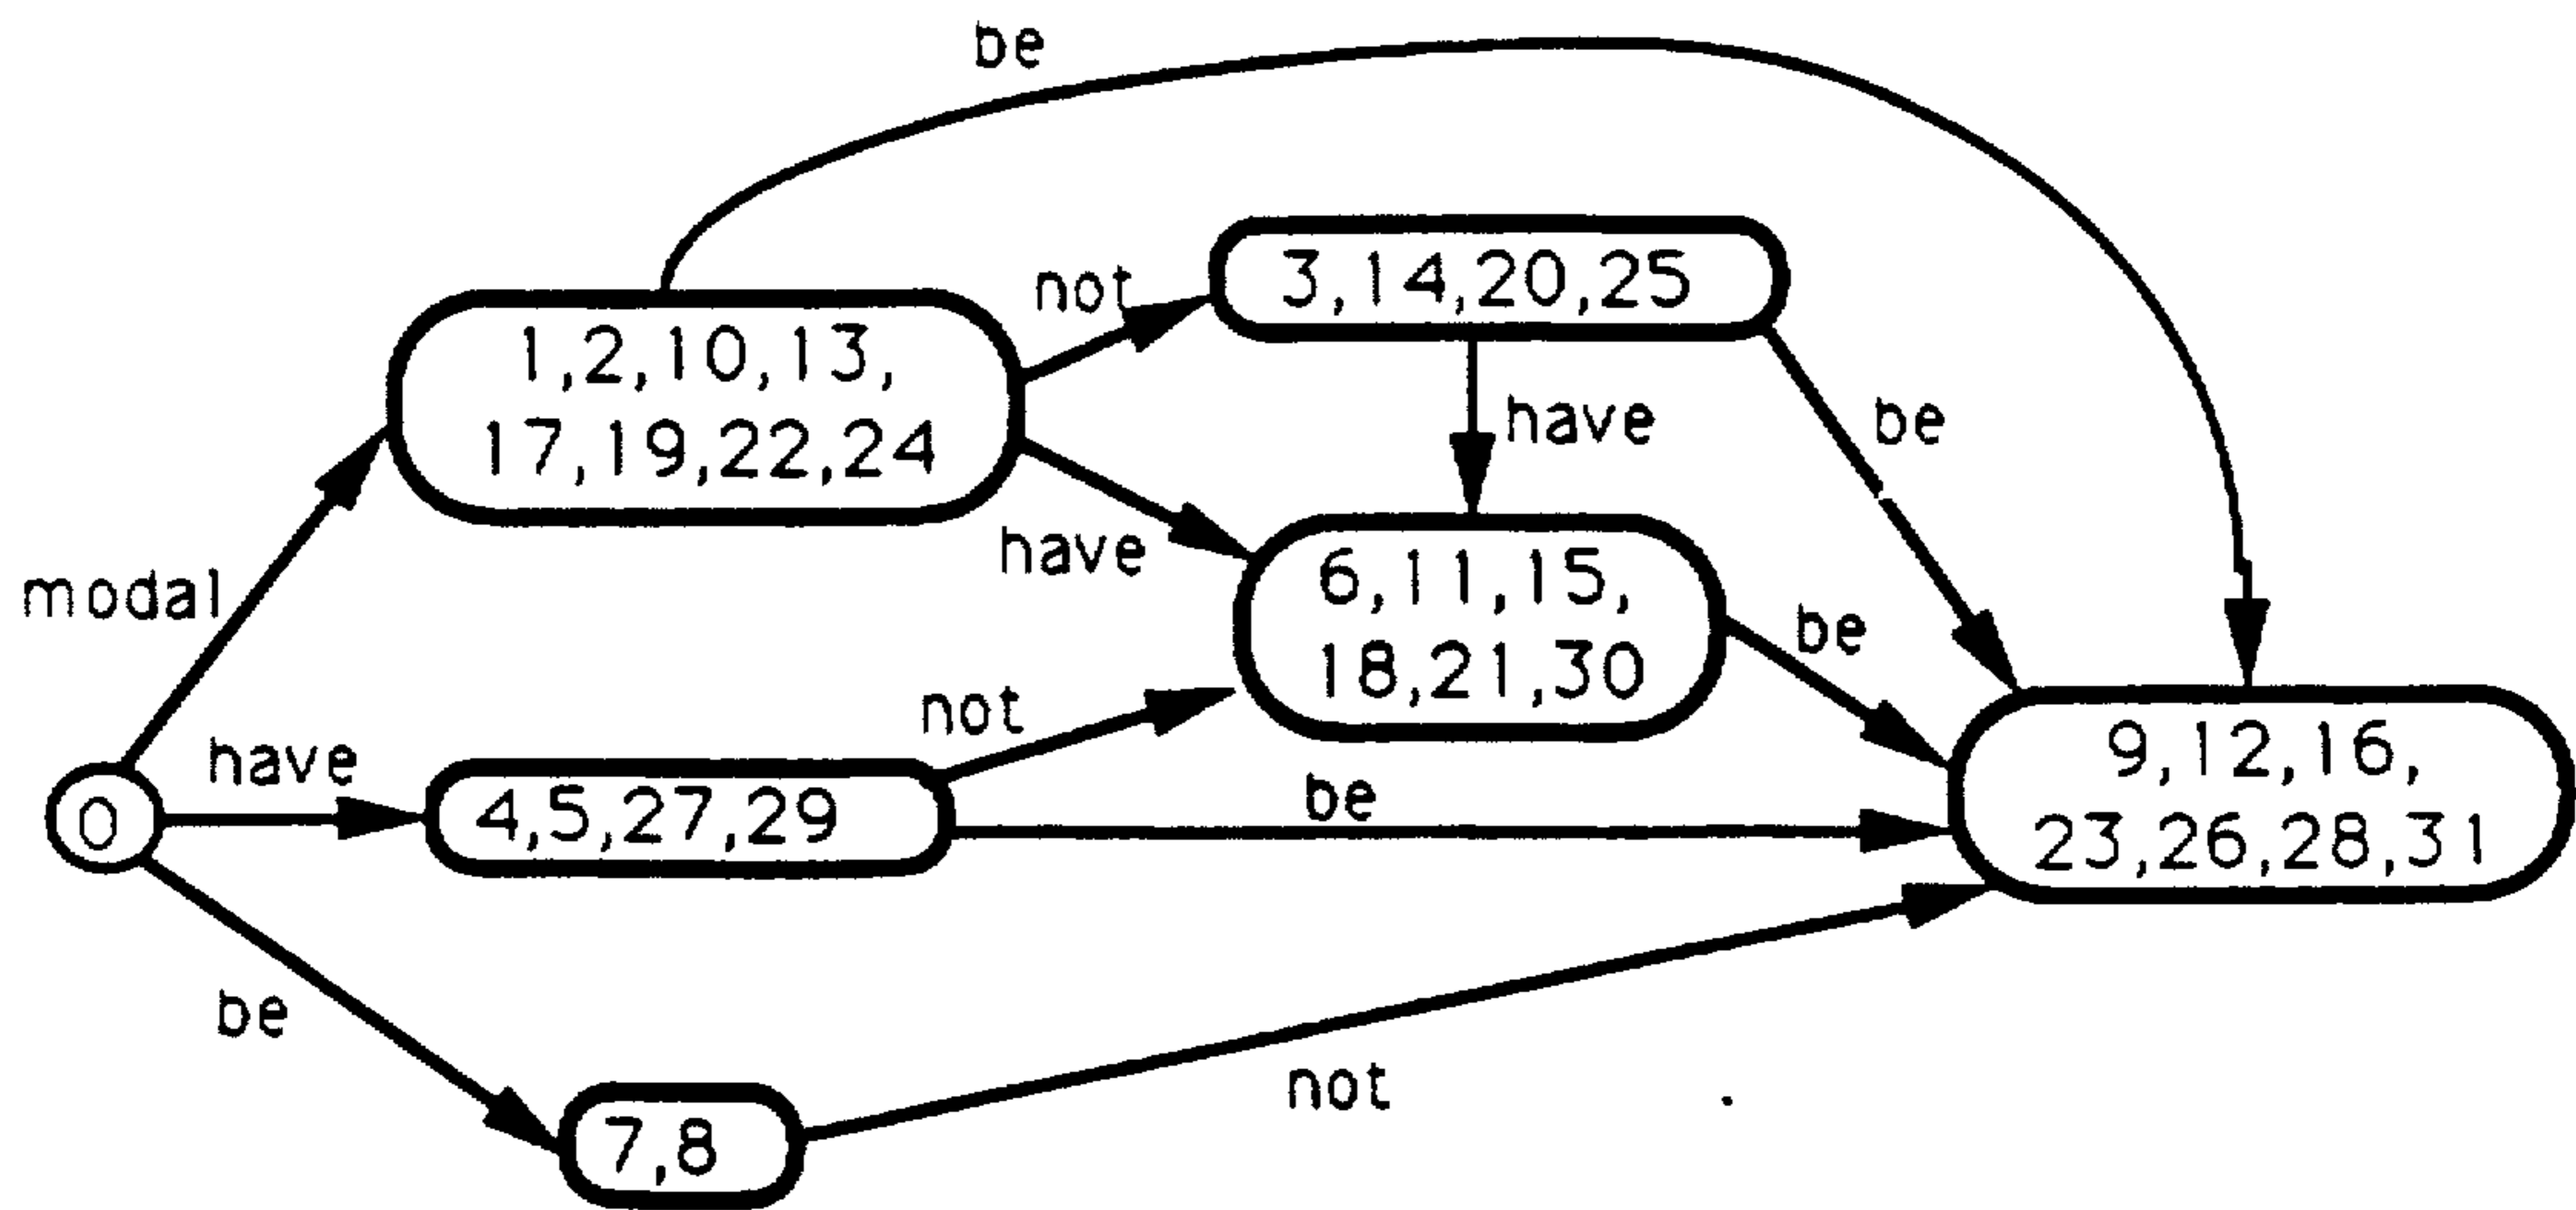 be
not
3,14,20,25
1,2,10,13,
17,19,22,24
have
be
have
modal
6,11,15,
18,21,30
be
not
have
0
4,5,27,29
be
9,12,16,
23,26,28,31
be
not
7,8